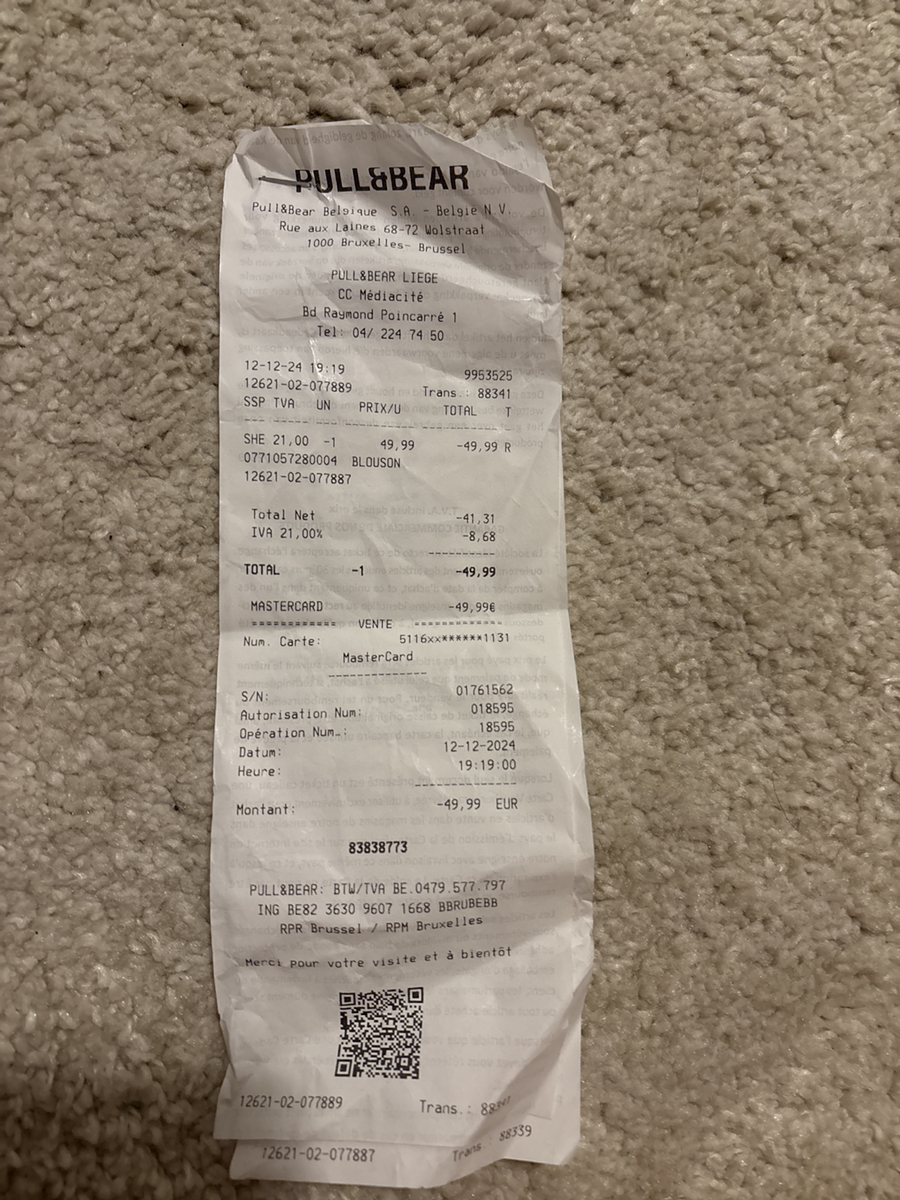 PULL&BEAR
Pull&Bear Belgique S.A - Belgie N.V.
Rue aux Laines 68-72 Wolstraat
1000 Bruxelles- Brussel
PULL&BEAR LIEGE
CC Médiacité
Bd Raymond Poincarré 1
Tel: 04/ 224 74 50
12-12-24 19:19 9953525
12621-02-077889 Trans.: 88341
SSP TVA UN PRIX/U TOTAL T
SHE 21,00 -1 49,99 -49,99 R
0771057280004 BLOUSON
12621-02-077887
Total Net -41,31
IVA 21,00% -8,68
TOTAL -1 -49,99
MASTERCARD -49,99€
============ VENTE ============
Num. Carte: 5116xx******1131
MasterCard
S/N: 01761562
Autorisation Num: 018595
Opération Num.: 18595
Datum: 12-12-2024
Heure: 19:19:00
Montant: -49,99 EUR
83838773
PULL&BEAR: BTW/TVA BE.0479.577.797
ING BE82 3630 9607 1668 BBRUBEBB
RPR Brussel / RPM Bruxelles
Merci pour votre visite et à bientôt
12621-02-077889 Trans.: 88341
12621-02-077887 Trans.: 88339